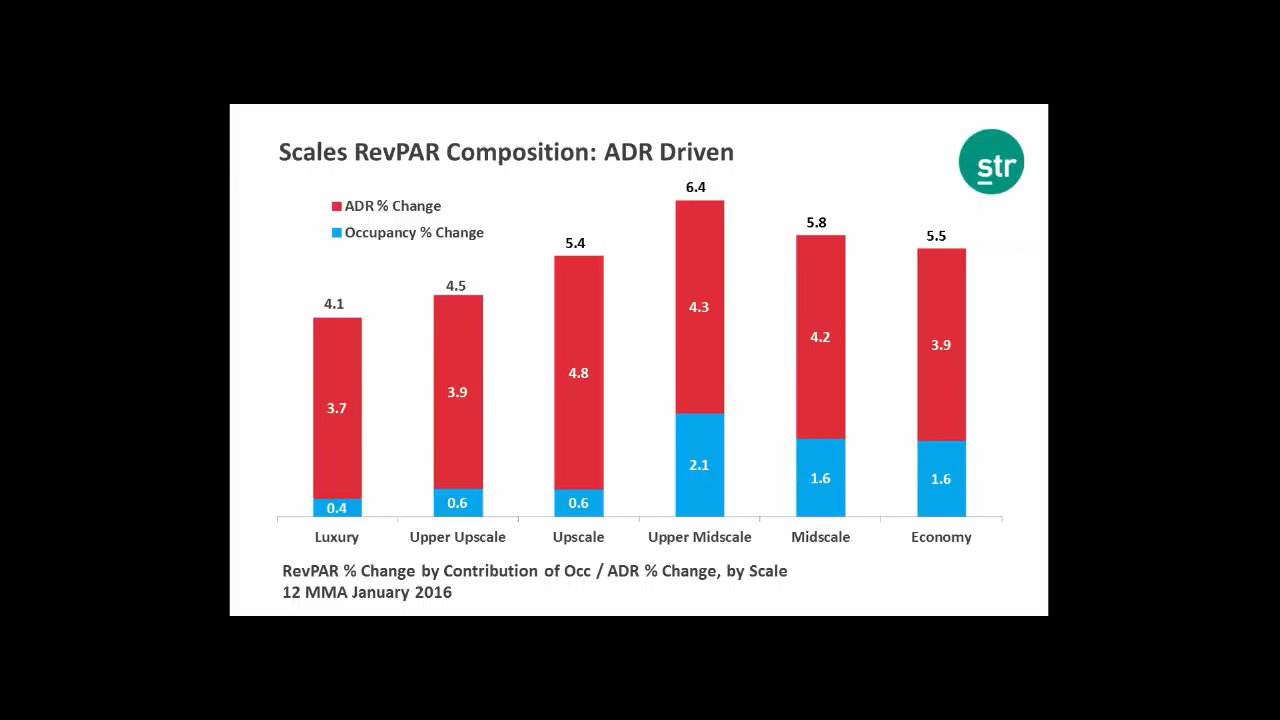 Scales RevPAR Composition: ADR Driven
str
ADR % Change
Occupancy % Change
4.1
4.5
5.4
6.4
5.8
5.5
3.7
3.9
4.8
4.3
4.2
3.9
0.4
0.6
0.6
2.1
1.6
1.6
Luxury
Upper Upscale
Upscale
Upper Midscale
Midscale
Economy
RevPAR % Change by Contribution of Occ / ADR % Change, by Scale
12 MMA January 2016